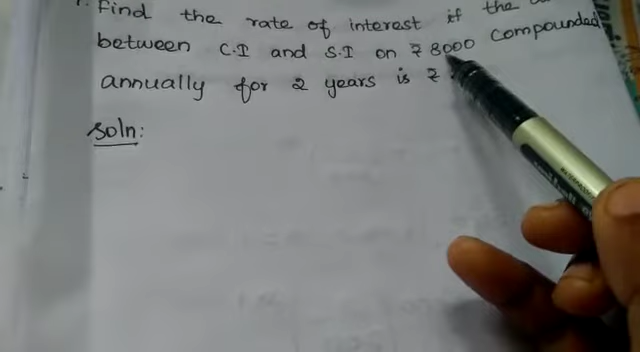 Find the rate of interest if the
between C.I and S.I on ₹ 8000 compounded
annually for 2 years is ₹
Soln: